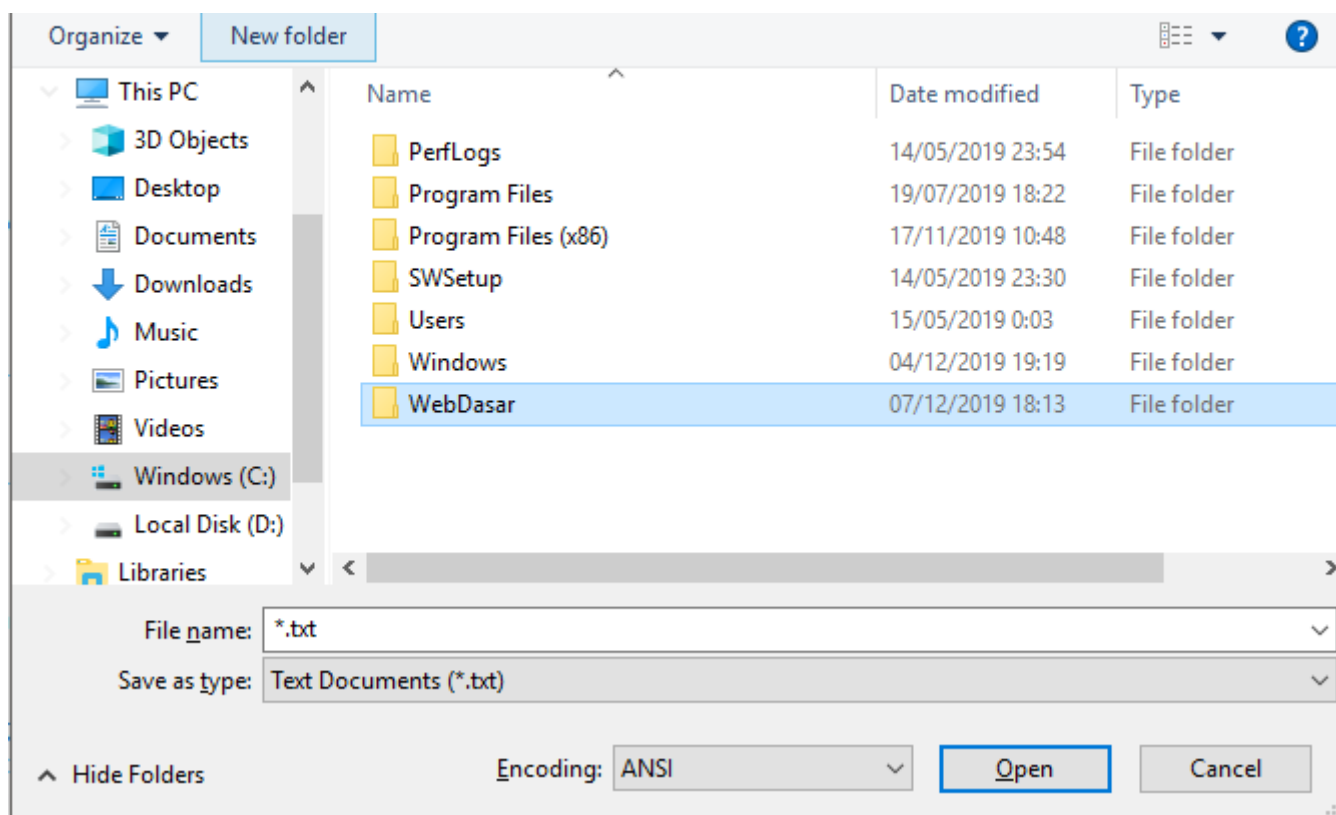 Organize New folder
This PC
3D Objects
Desktop
Documents
Downloads
Music
Pictures
Videos
Windows (C:)
Local Disk (D:)
Libraries
Name Date modified Type
PerfLogs 14/05/2019 23:54 File folder
Program Files 19/07/2019 18:22 File folder
Program Files (x86) 17/11/2019 10:48 File folder
SWSetup 14/05/2019 23:30 File folder
Users 15/05/2019 0:03 File folder
Windows 04/12/2019 19:19 File folder
WebDasar 07/12/2019 18:13 File folder
File name: *.txt
Save as type: Text Documents (*.txt)
Hide Folders Encoding: ANSI Open Cancel